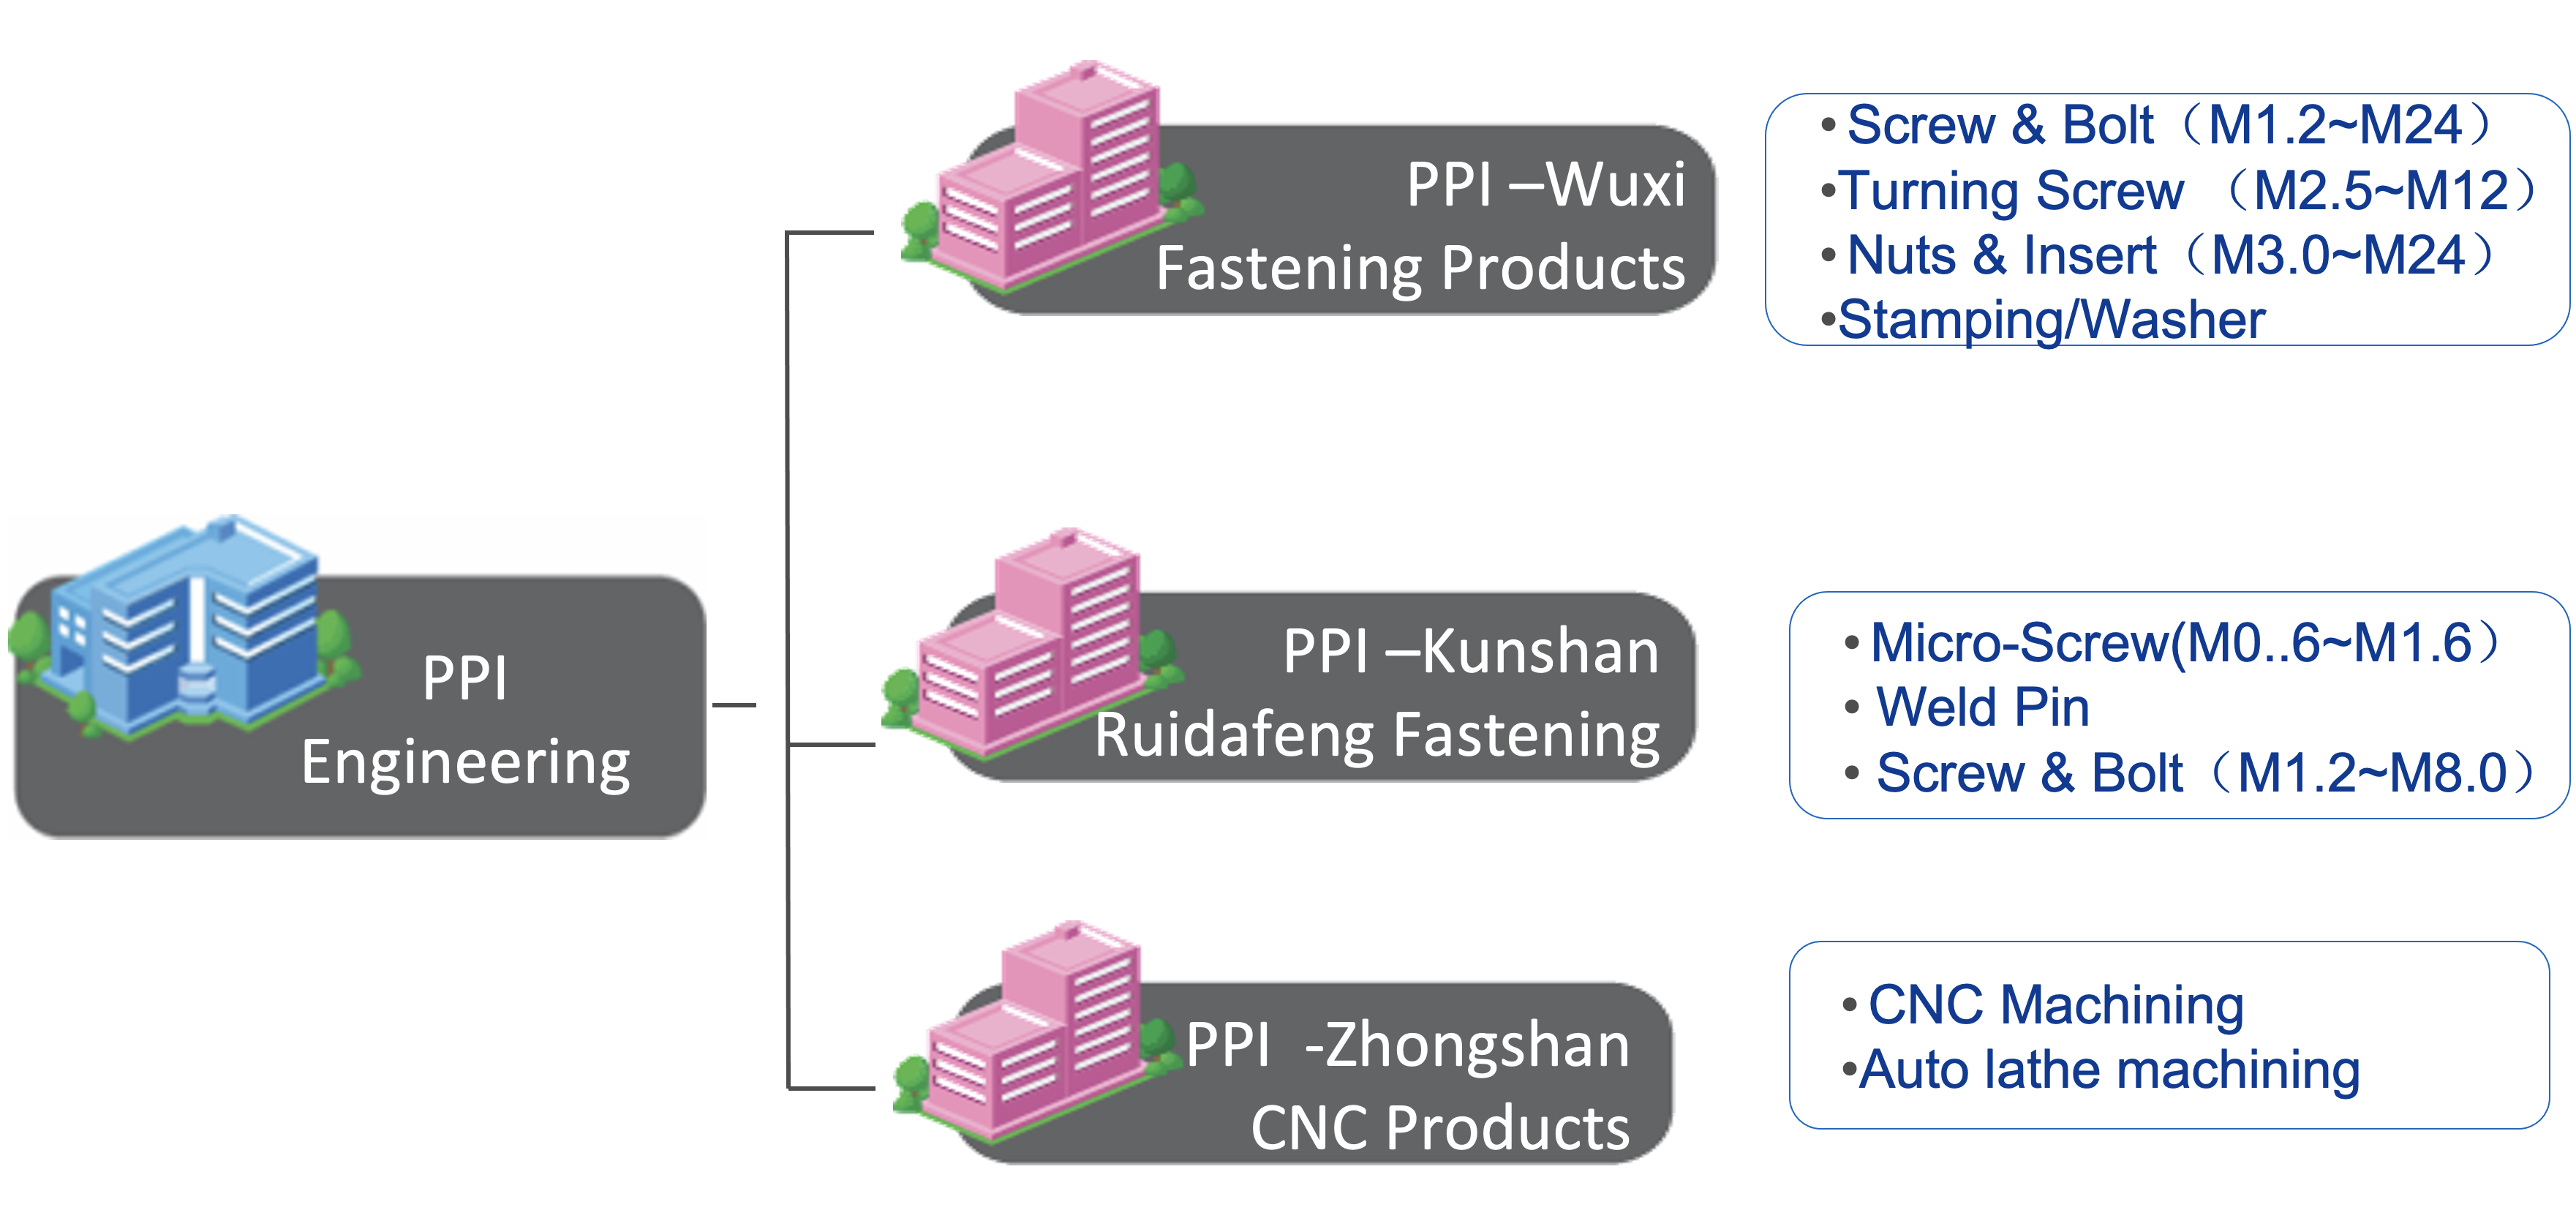 PPI –Wuxi
Fastening Products
• Screw & Bolt（M1.2~M24）
•Turning Screw （M2.5~M12）
• Nuts & Insert（M3.0~M24）
•Stamping/Washer
PPI
Engineering
PPI –Kunshan
Ruidafeng Fastening
• Micro-Screw(M0..6~M1.6）
• Weld Pin
• Screw & Bolt（M1.2~M8.0）
PPI -Zhongshan
CNC Products
• CNC Machining
•Auto lathe machining